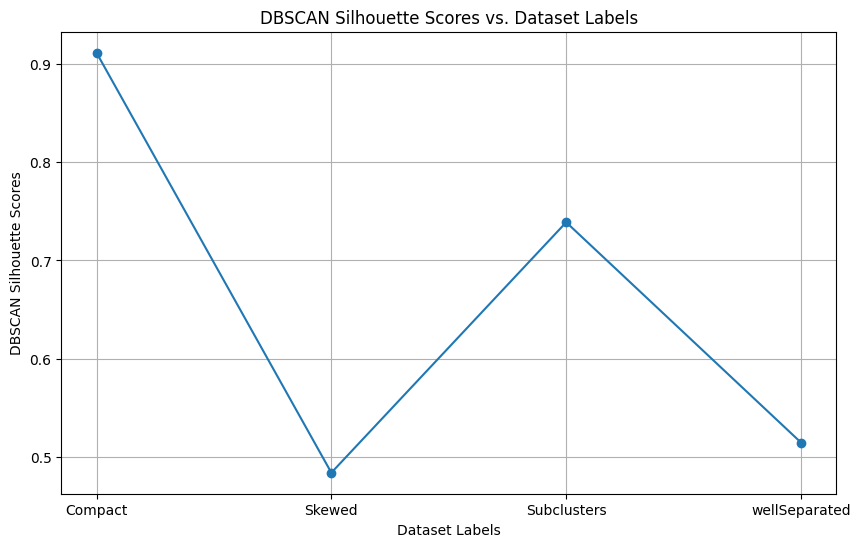 DBSCAN Silhouette Scores vs. Dataset Labels
DBSCAN Silhouette Scores
0.9
0.8
0.7
0.6
0.5
Compact
Skewed
Subclusters
wellSeparated
Dataset Labels